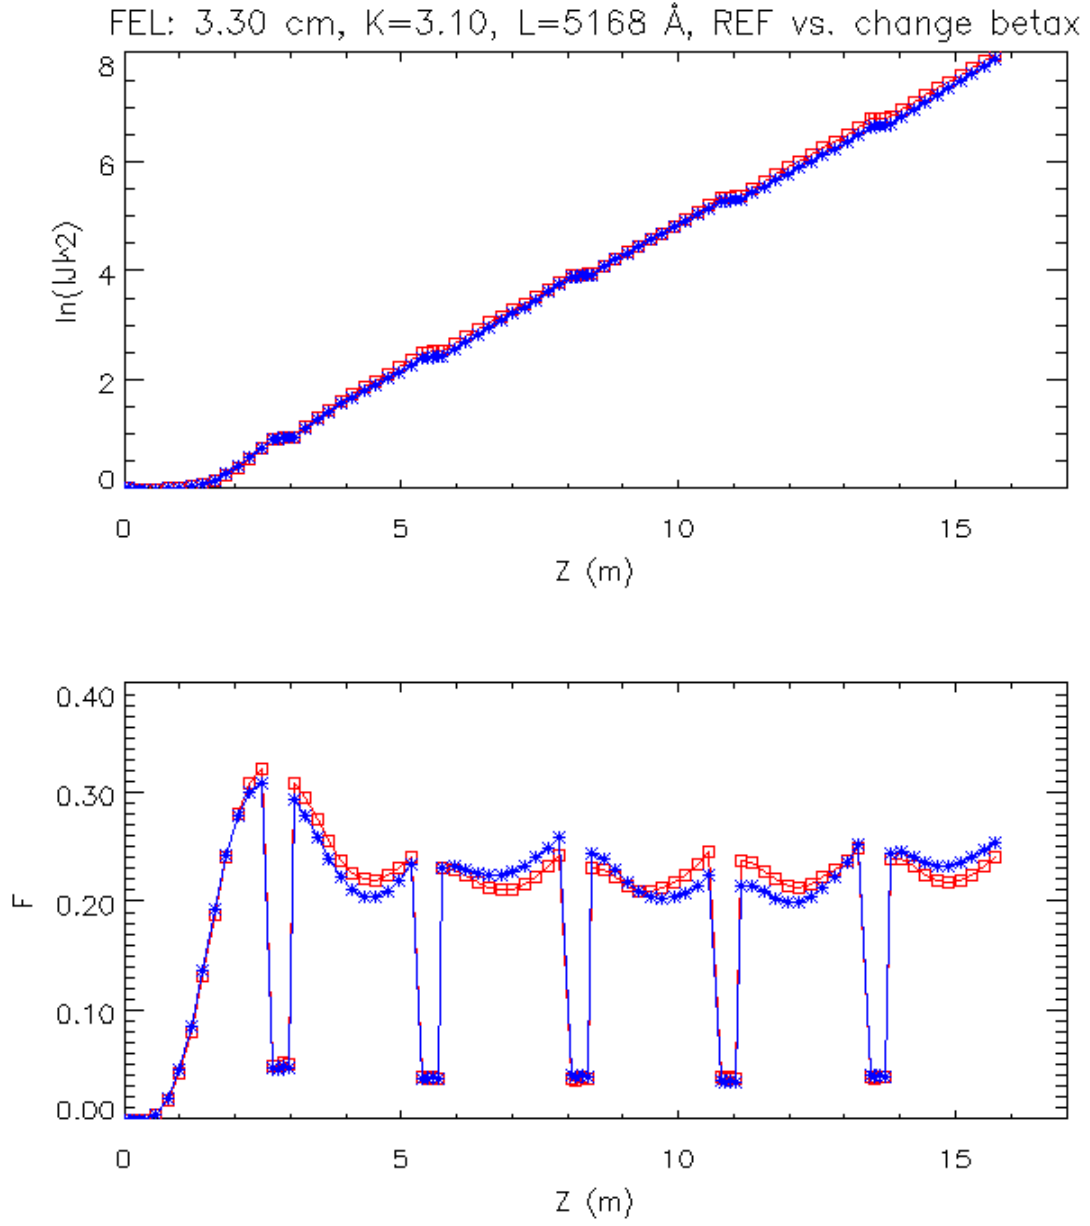 FEL: 3.30 cm, K=3.10, L=5168 Å, REF vs. change betax
8
6
4
2
0
ln(|J|^2)
0 5 10 15
Z (m)
0.40
0.30
0.20
0.10
0.00
F
0 5 10 15
Z (m)